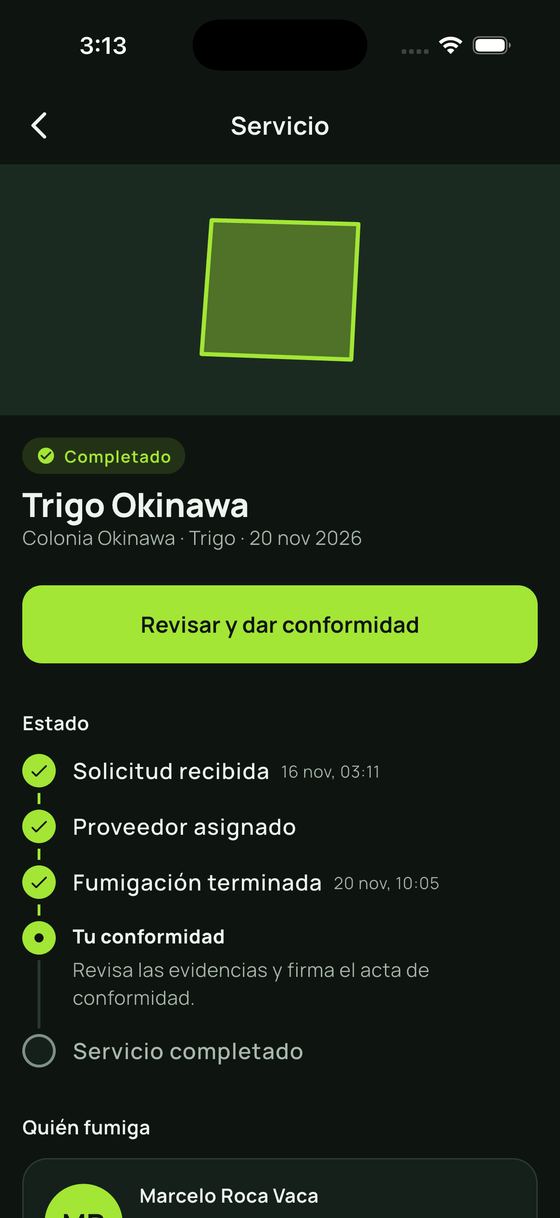 3:13
Servicio
Completado
Trigo Okinawa
Colonia Okinawa · Trigo · 20 nov 2026
Revisar y dar conformidad
Estado
Solicitud recibida 16 nov, 03:11
Proveedor asignado
Fumigación terminada 20 nov, 10:05
Tu conformidad
Revisa las evidencias y firma el acta de
conformidad.
Servicio completado
Quién fumiga
Marcelo Roca Vaca